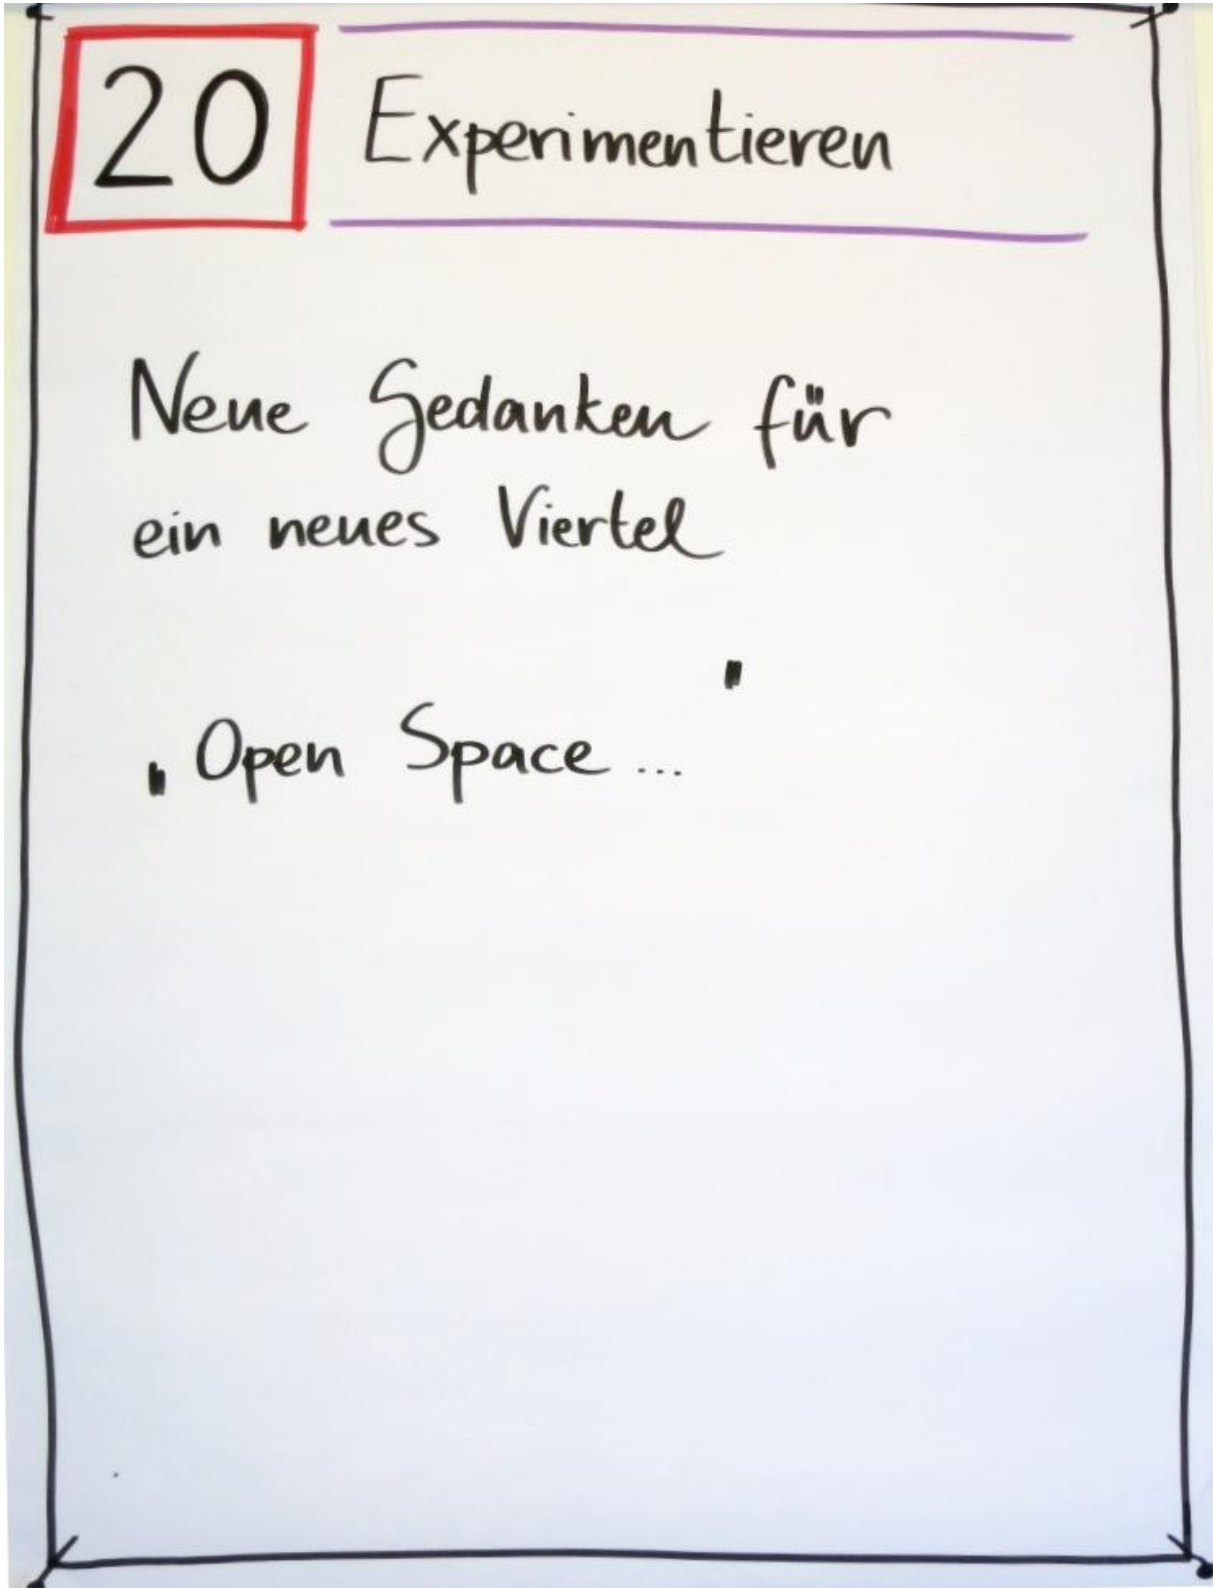 20 Experimentieren
Neue Gedanken für
ein neues Viertel
„Open Space..."